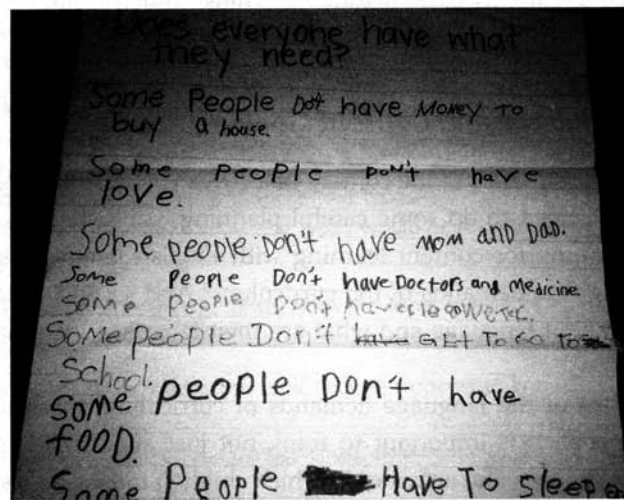 Does everyone have what
they need?
Some People Dot have Money To
buy a house.
Some PeoPle DoN't have
love.
Some people Don't have mom and DaD.
Some People Don't have Doctors and medicine
Some People Don't have
Some people Don't GET To Go To
School.
Some people Don't have
fOOD.
Some People Have To sleep